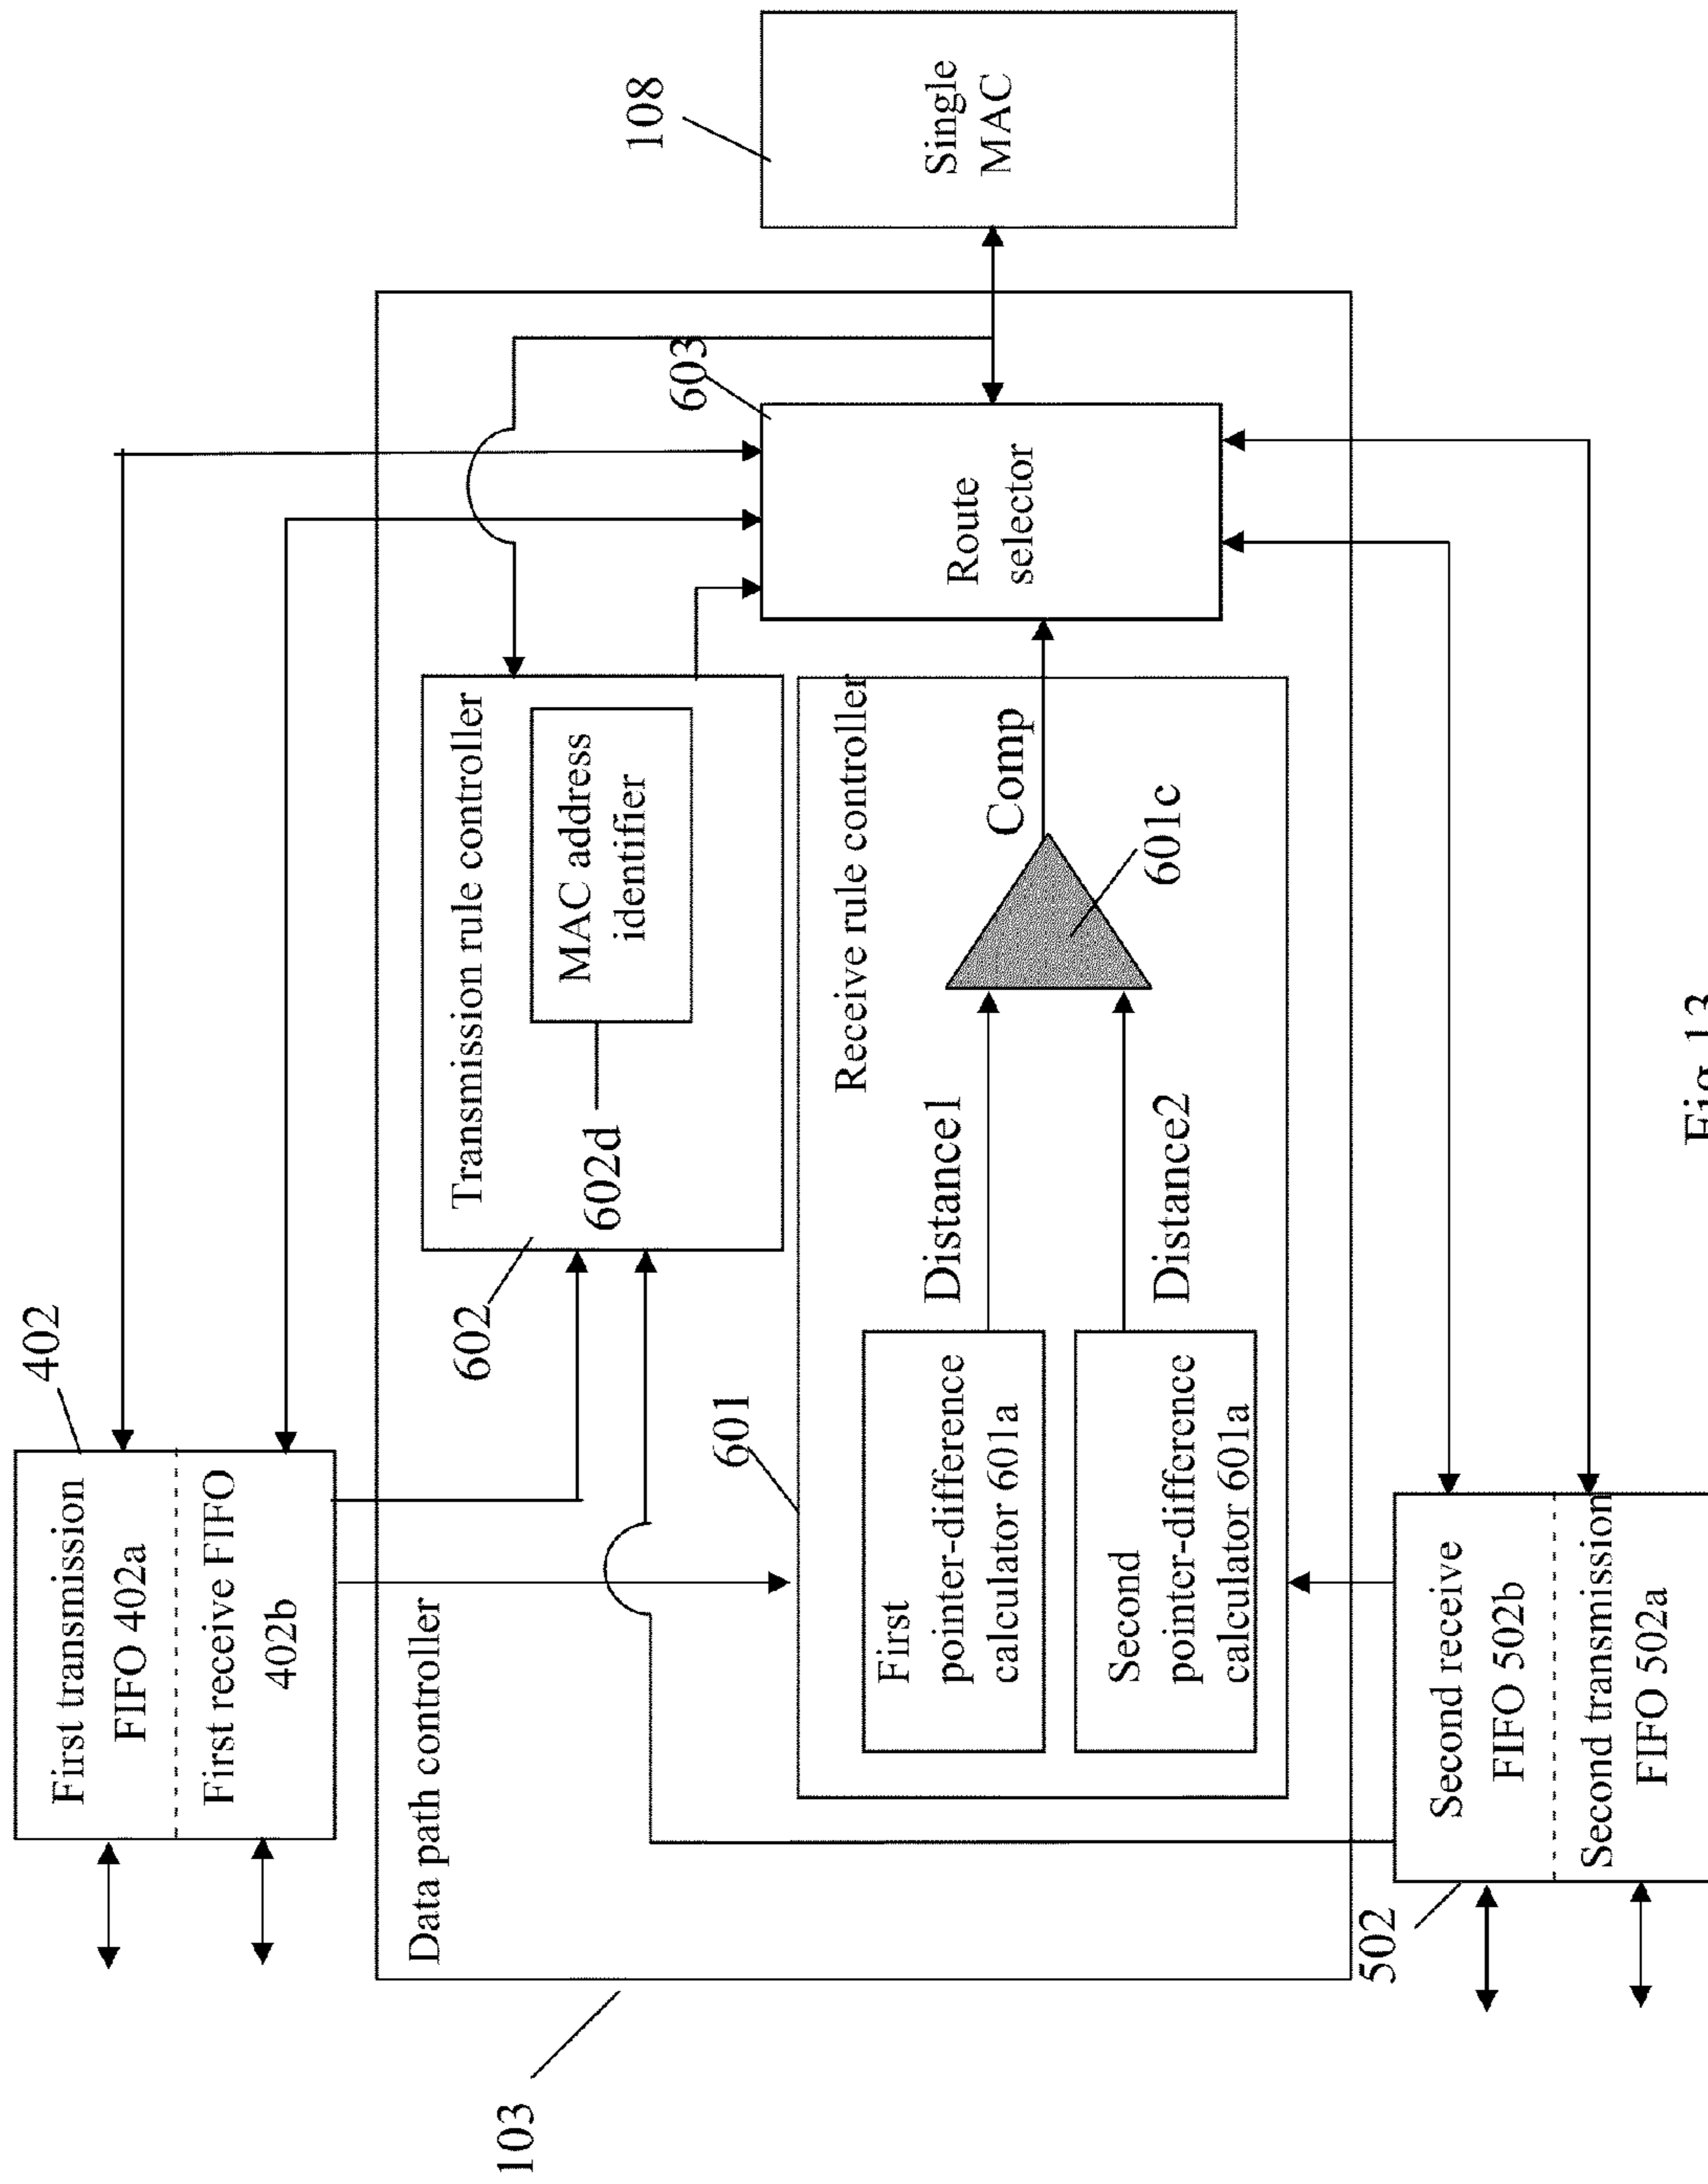 402
First transmission
FIFO 402a
First receive FIFO
402b
108
Single
MAC
103
Data path controller
602
Transmission rule controller
MAC address
identifier
602d
603
Route
selector
601
Receive rule controller
First
pointer-difference
calculator 601a
Second
pointer-difference
calculator 601a
Distance1
Distance2
Comp
601c
502
Second receive
FIFO 502b
Second transmission
FIFO 502a
Fig 13